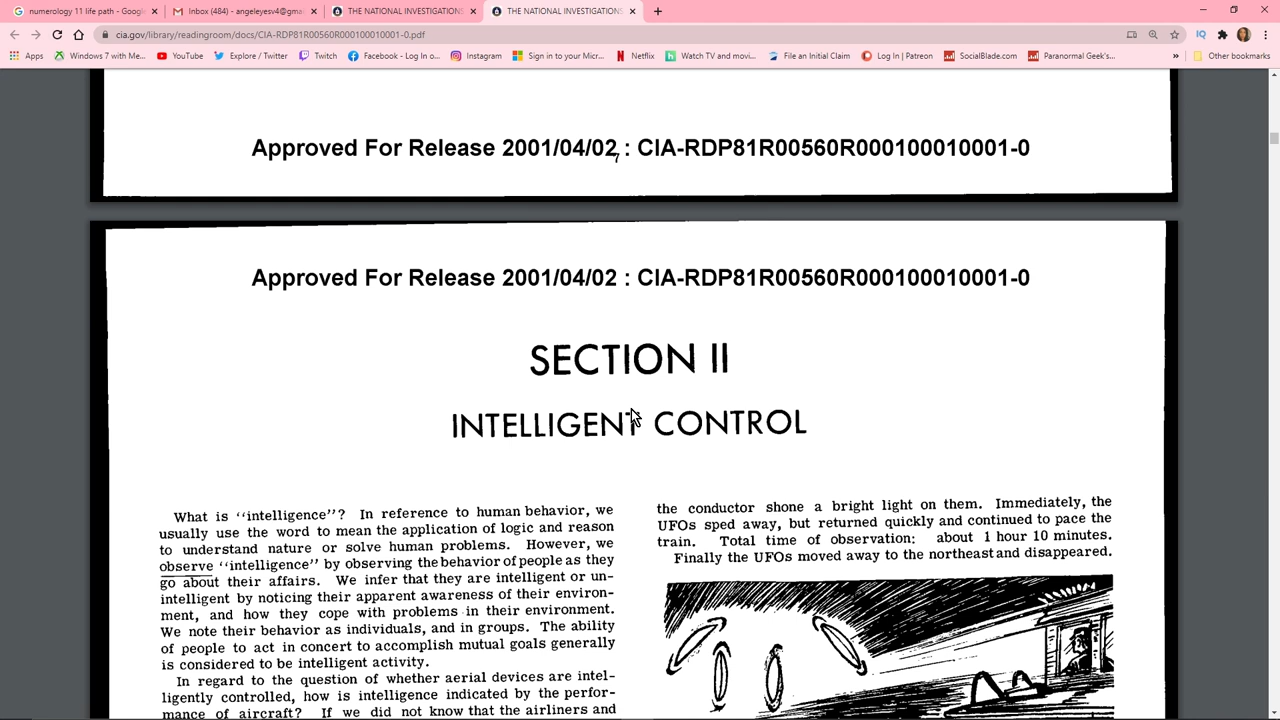 numerology 11 life path - Google
Inbox (484) - angeleyesv4@gmai
THE NATIONAL INVESTIGATIONS
THE NATIONAL INVESTIGATIONS
cia.gov/library/readingroom/docs/CIA-RDP81R00560R000100010001-0.pdf
Apps
Windows 7 with Me...
YouTube
Explore / Twitter
Twitch
Facebook - Log In o...
Instagram
Sign in to your Micr...
Netflix
Watch TV and movi...
File an Initial Claim
Log In | Patreon
SocialBlade.com
Paranormal Geek's...
Other bookmarks
Approved For Release 2001/04/02 : CIA-RDP81R00560R000100010001-0
7
Approved For Release 2001/04/02 : CIA-RDP81R00560R000100010001-0
SECTION II
INTELLIGENT CONTROL
What is "intelligence"? In reference to human behavior, we
usually use the word to mean the application of logic and reason
to understand nature or solve human problems. However, we
observe "intelligence" by observing the behavior of people as they
go about their affairs. We infer that they are intelligent or un-
intelligent by noticing their apparent awareness of their environ-
ment, and how they cope with problems in their environment.
We note their behavior as individuals, and in groups. The ability
of people to act in concert to accomplish mutual goals generally
is considered to be intelligent activity.
In regard to the question of whether aerial devices are intel-
ligently controlled, how is intelligence indicated by the perfor-
mance of aircraft? If we did not know that the airliners and
the conductor shone a bright light on them. Immediately, the
UFOs sped away, but returned quickly and continued to pace the
train. Total time of observation: about 1 hour 10 minutes.
Finally the UFOs moved away to the northeast and disappeared.